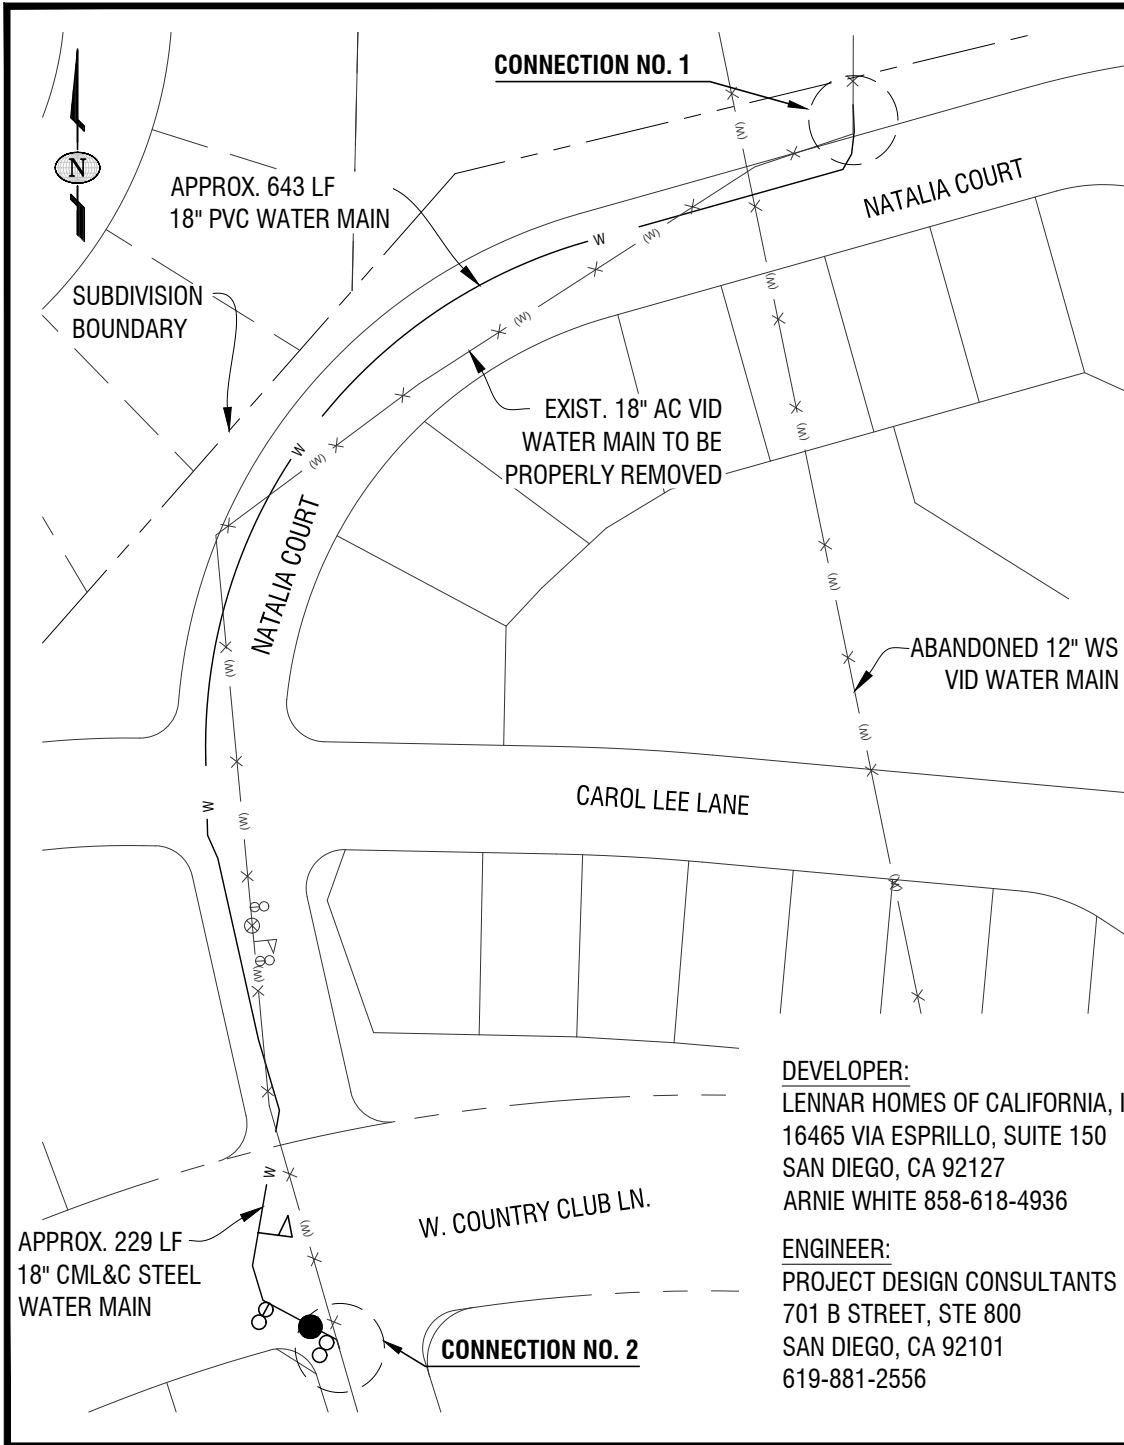 CONNECTION NO. 1
N
APPROX. 643 LF
18" PVC WATER MAIN
NATALIA COURT
W
(W)
(W)
(W)
SUBDIVISION
BOUNDARY
(W)
EXIST. 18" AC VID
WATER MAIN TO BE
PROPERLY REMOVED
(W)
W
(W)
NATALIA COURT
(W)
(W)
ABANDONED 12" WS
VID WATER MAIN
(W)
CAROL LEE LANE
W
(W)
(W)
(W)
DEVELOPER:
LENNAR HOMES OF CALIFORNIA,
16465 VIA ESPRILLO, SUITE 150
SAN DIEGO, CA 92127
ARNIE WHITE 858-618-4936
W
W. COUNTRY CLUB LN.
(W)
APPROX. 229 LF
18" CML&C STEEL
WATER MAIN
ENGINEER:
PROJECT DESIGN CONSULTANTS
701 B STREET, STE 800
SAN DIEGO, CA 92101
619-881-2556
CONNECTION NO. 2